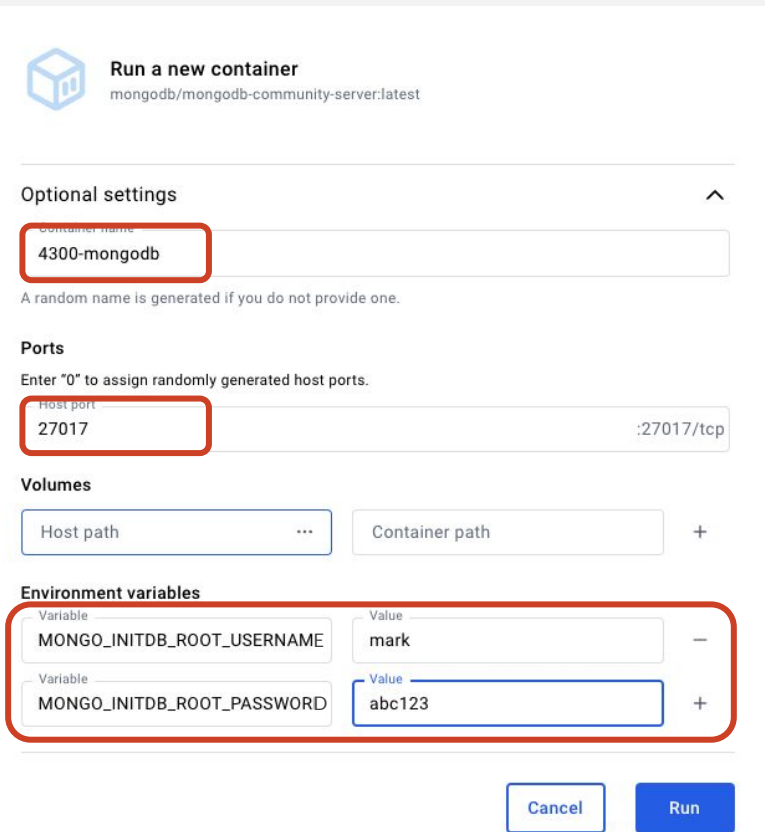 Run a new container
mongodb/mongodb-community-server:latest
Optional settings
Container name
4300-mongodb
A random name is generated if you do not provide one.
Ports
Enter “0” to assign randomly generated host ports.
Host port
27017 :27017/tcp
Volumes
Host path ... Container path +
Environment variables
Variable Value
MONGO_INITDB_ROOT_USERNAME mark −
Variable Value
MONGO_INITDB_ROOT_PASSWORD abc123 +
Cancel Run